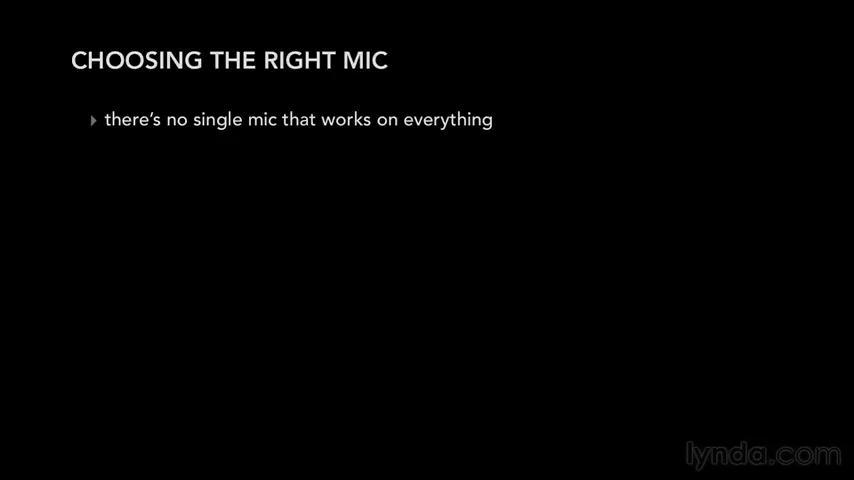 CHOOSING THE RIGHT MIC
there's no single mic that works on everything
lynda.com